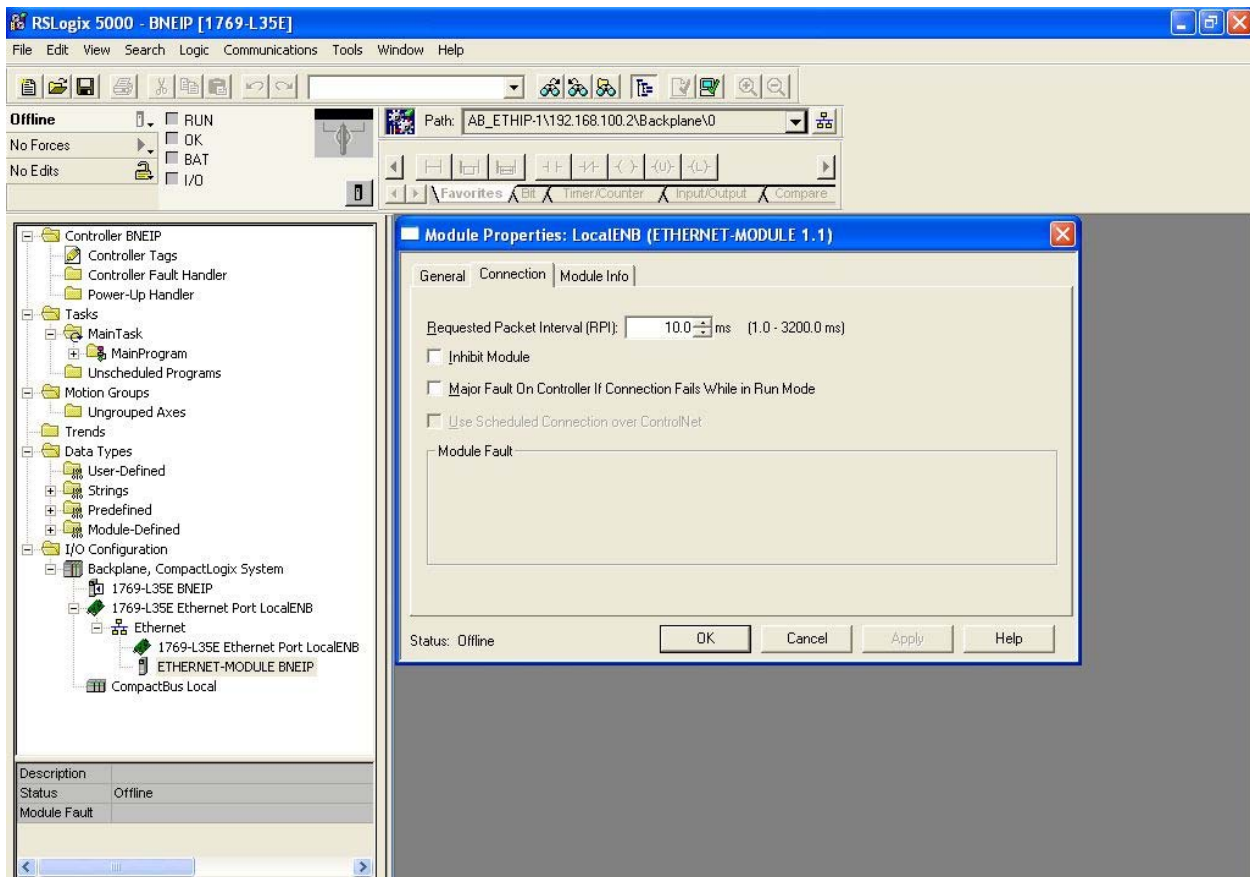 RSLogix 5000 - BNEIP [1769-L35E]
File Edit View Search Logic Communications Tools Window Help
Offline
RUN
No Forces
OK
BAT
No Edits
I/O
Path: AB_ETHIP-1\192.168.100.2\Backplane\0
Favorites Bit Timer/Counter Input/Output Compare
Controller BNEIP
Controller Tags
Controller Fault Handler
Power-Up Handler
Tasks
MainTask
MainProgram
Unscheduled Programs
Motion Groups
Ungrouped Axes
Trends
Data Types
User-Defined
Strings
Predefined
Module-Defined
I/O Configuration
Backplane, CompactLogix System
1769-L35E BNEIP
1769-L35E Ethernet Port LocalENB
Ethernet
1769-L35E Ethernet Port LocalENB
ETHERNET-MODULE BNEIP
CompactBus Local
Description
Status Offline
Module Fault
Module Properties: LocalENB (ETHERNET-MODULE 1.1)
General Connection Module Info
Requested Packet Interval (RPI): 10.0 ms (1.0 - 3200.0 ms)
Inhibit Module
Major Fault On Controller If Connection Fails While in Run Mode
Use Scheduled Connection over ControlNet
Module Fault
Status: Offline OK Cancel Apply Help